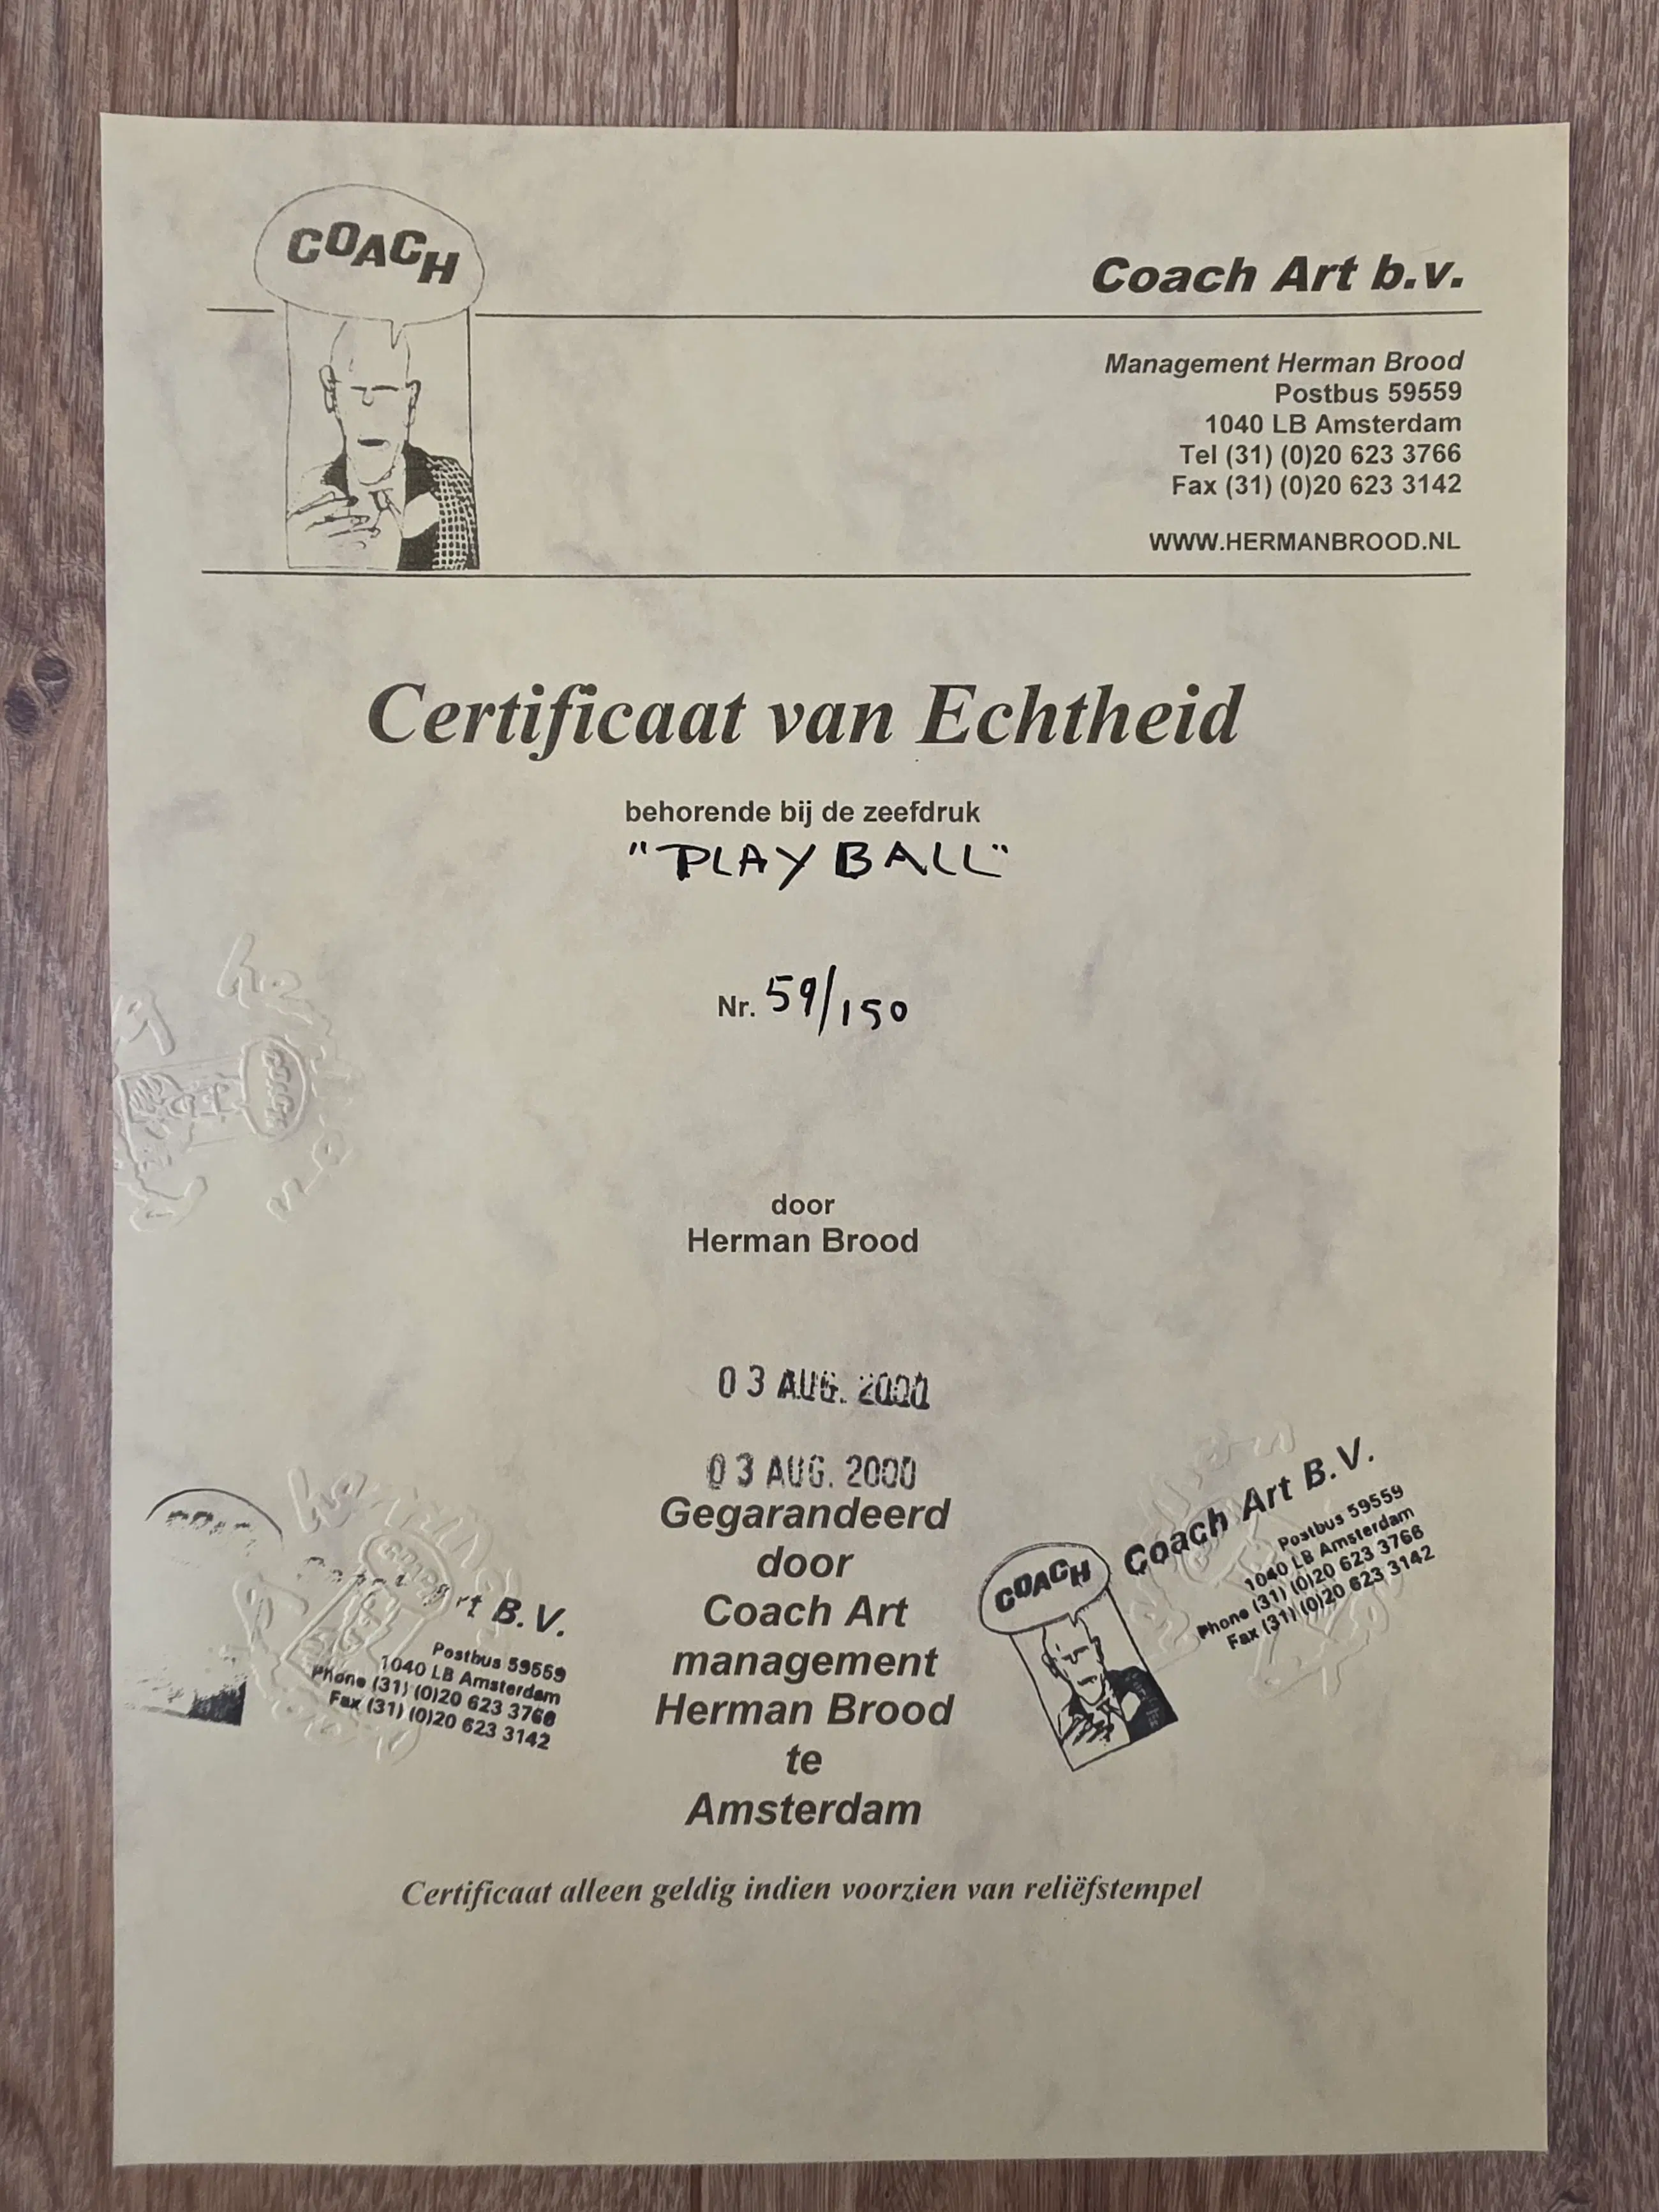 COACH
Coach Art b.v.
Management Herman Brood
Postbus 59559
1040 LB Amsterdam
Tel (31) (0)20 623 3766
Fax (31) (0)20 623 3142
WWW.HERMANBROOD.NL
Certificaat van Echtheid
behorende bij de zeefdruk
"PLAY BALL"
Nr. 59/150
COACH
door
Herman Brood
03 AUG. 2000
03 AUG. 2000
Gegarandeerd
door
Coach Art
management
Herman Brood
te
Amsterdam
COACH
rt B.V.
Postbus 59559
1040 LB Amsterdam
Phone (31) (0)20 623 3766
Fax (31) (0)20 623 3142
COACH
Coach Art B.V.
Postbus 59559
1040 LB Amsterdam
Phone (31) (0)20 623 3766
Fax (31) (0)20 623 3142
Certificaat alleen geldig indien voorzien van reliëfstempel